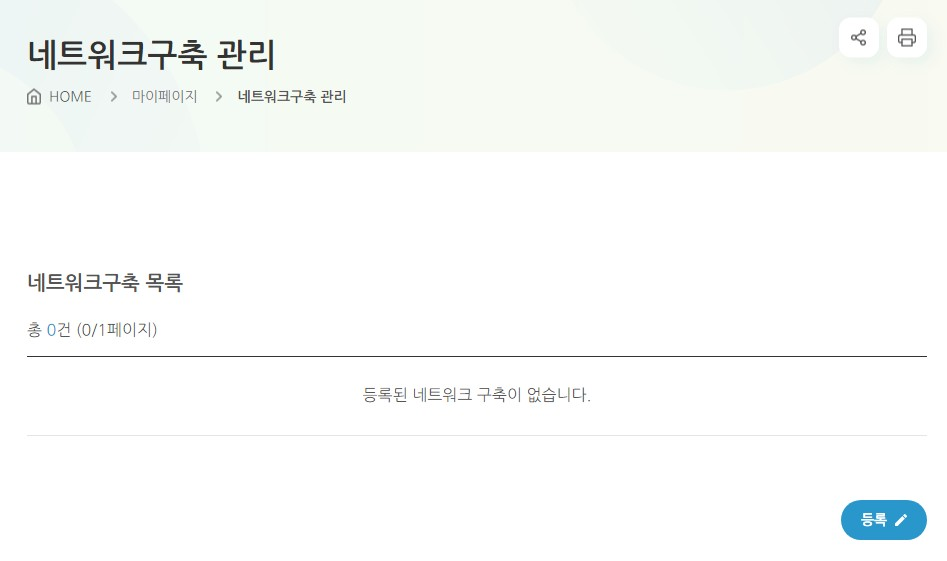 네트워크구축 관리
HOME > 마이페이지 > 네트워크구축 관리
네트워크구축 목록
총 0건 (0/1페이지)
등록된 네트워크 구축이 없습니다.
등록